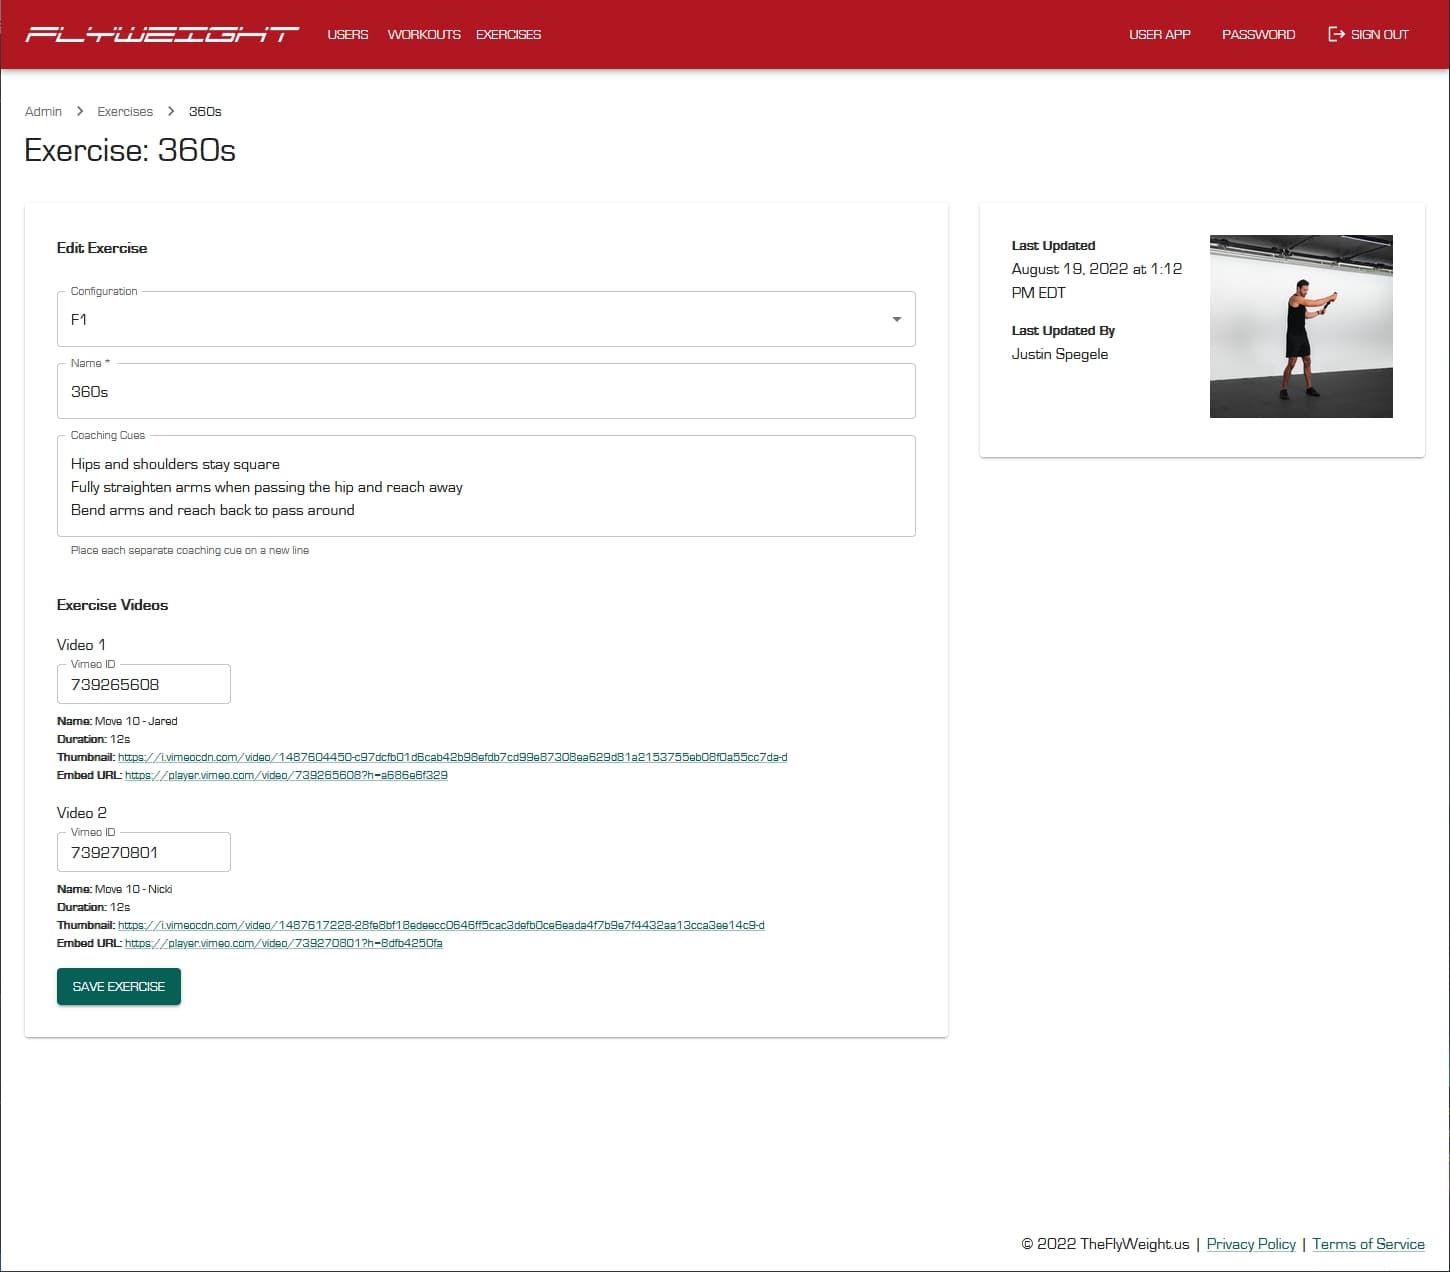 FLYWEIGHT USERS WORKOUTS EXERCISES USER APP PASSWORD SIGN OUT
Admin > Exercises > 360s
Exercise: 360s
Edit Exercise
Configuration
F1
Name *
360s
Coaching Cues
Hips and shoulders stay square
Fully straighten arms when passing the hip and reach away
Bend arms and reach back to pass around
Place each separate coaching cue on a new line
Exercise Videos
Video 1
Vimeo ID
739265608
Name: Move 10 - Jared
Duration: 12s
Thumbnail: https://i.vimeocdn.com/video/1487604450-c97dcfb01d6cab42b98efdb7cd99e87308ea629d81a2153755eb08f0a55cc7da-d
Embed URL: https://player.vimeo.com/video/739265608?h=a686e6f329
Video 2
Vimeo ID
739270801
Name: Move 10 - Nicki
Duration: 12s
Thumbnail: https://i.vimeocdn.com/video/1487617228-28fe8bf18edeecc0646ff5cac3defb0ce6eada4f7b9e7f4432aa13cca3ee14c9-d
Embed URL: https://player.vimeo.com/video/739270801?h=8dfb4250fa
SAVE EXERCISE
Last Updated
August 19, 2022 at 1:12
PM EDT
Last Updated By
Justin Spegele
© 2022 TheFlyWeight.us | Privacy Policy | Terms of Service